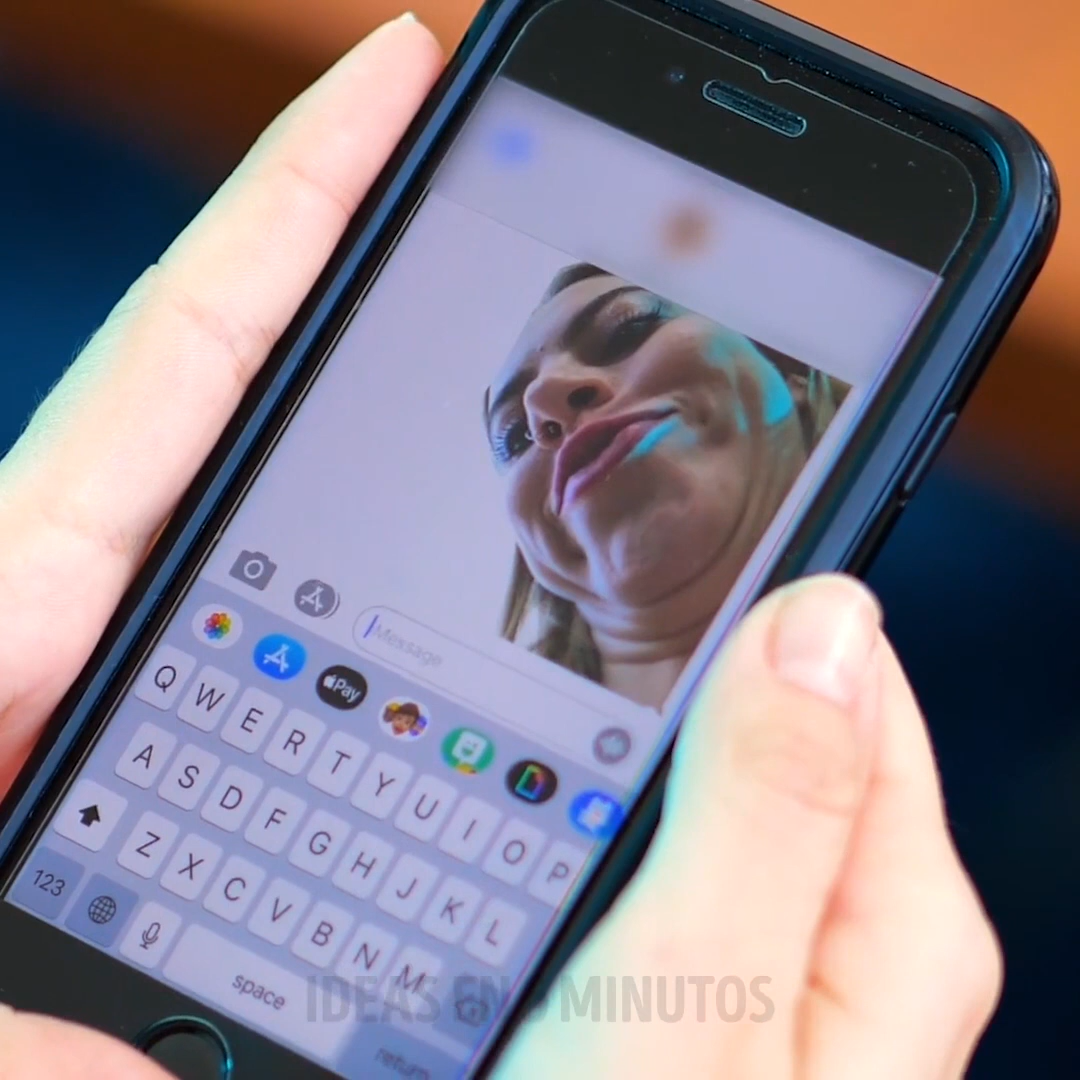 Message
Pay
Q W E R T Y U I O P
A S D F G H J K L
Z X C V B N M
123
space
return
IDEAS EN 5 MINUTOS